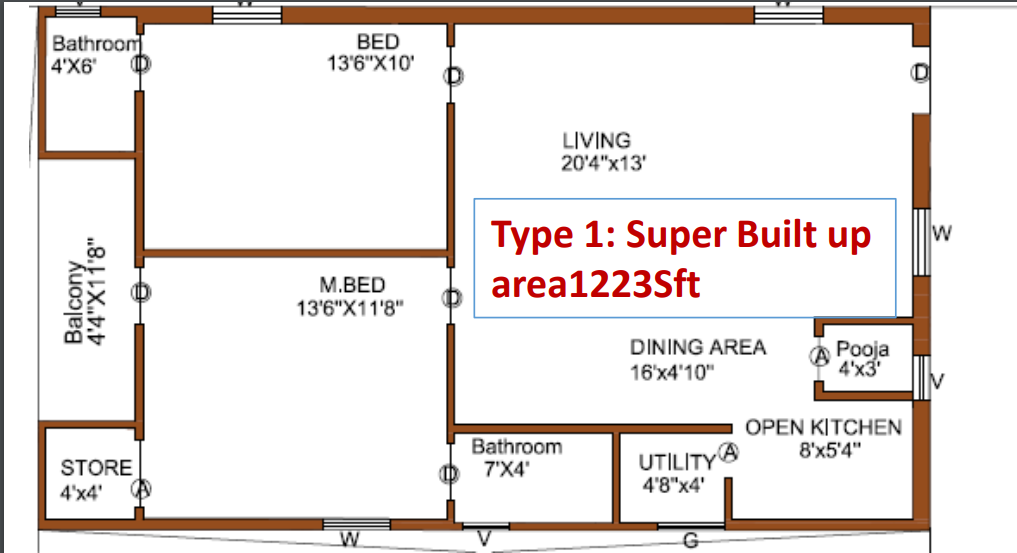 W
W
Bathroom
4'X6'
D
BED
13'6"X10'
D
D
LIVING
20'4"x13'
Type 1: Super Built up
area1223Sft
W
Balcony
4'4"X11'8"
D
M.BED
13'6"X11'8"
D
DINING AREA
16'x4'10"
A
Pooja
4'x3'
V
STORE
4'x4'
A
D
Bathroom
7'X4'
UTILITY
4'8"x4'
A
OPEN KITCHEN
8'x5'4"
W
V
G